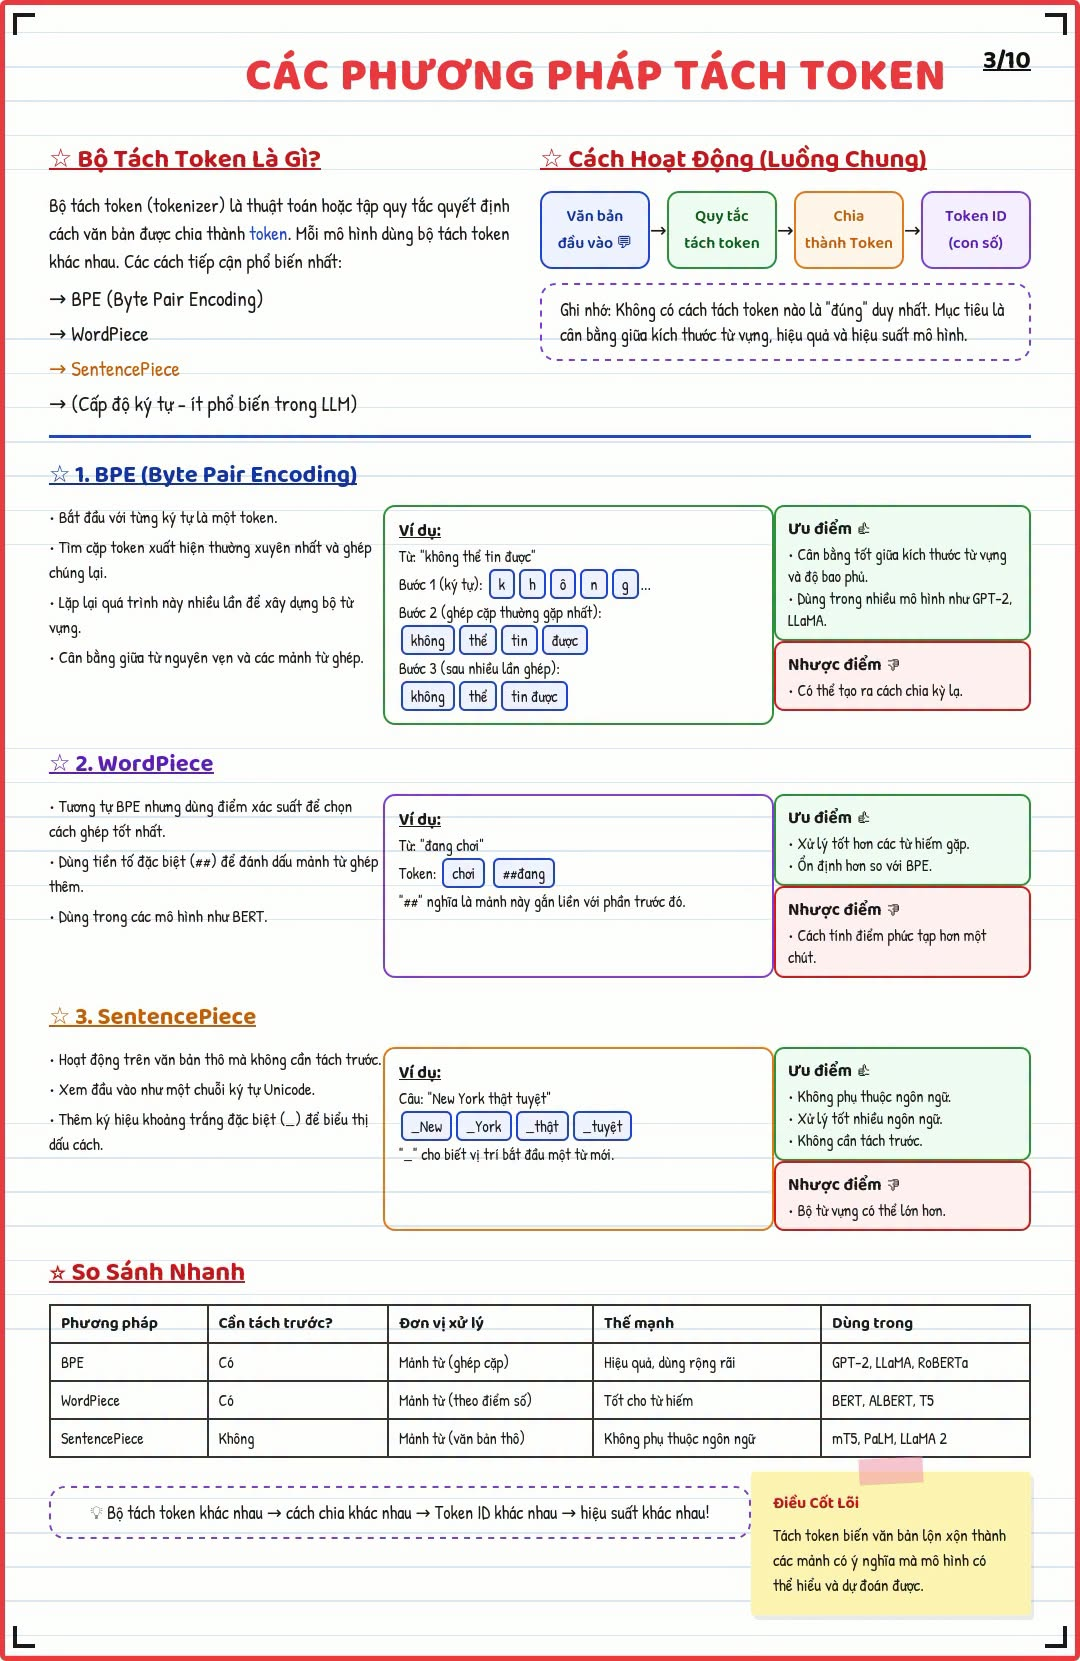 CÁC PHƯƠNG PHÁP TÁCH TOKEN
3/10
☆ Bộ Tách Token Là Gì?
Bộ tách token (tokenizer) là thuật toán hoặc tập quy tắc quyết định
cách văn bản được chia thành token. Mỗi mô hình dùng bộ tách token
khác nhau. Các cách tiếp cận phổ biến nhất:
→ BPE (Byte Pair Encoding)
→ WordPiece
→ SentencePiece
→ (Cấp độ ký tự - ít phổ biến trong LLM)
☆ Cách Hoạt Động (Luồng Chung)
Văn bản
đầu vào 💬
→
Quy tắc
tách token
→
Chia
thành Token
→
Token ID
(con số)
Ghi nhớ: Không có cách tách token nào là "đúng" duy nhất. Mục tiêu là
cân bằng giữa kích thước từ vựng, hiệu quả và hiệu suất mô hình.
☆ 1. BPE (Byte Pair Encoding)
• Bắt đầu với từng ký tự là một token.
• Tìm cặp token xuất hiện thường xuyên nhất và ghép
chúng lại.
• Lặp lại quá trình này nhiều lần để xây dựng bộ từ
vựng.
• Cân bằng giữa từ nguyên vẹn và các mảnh từ ghép.
Ví dụ:
Từ: "không thể tin được"
Bước 1 (ký tự): k h ô n g ...
Bước 2 (ghép cặp thường gặp nhất):
không thể tin được
Bước 3 (sau nhiều lần ghép):
không thể tin được
Ưu điểm 👍
• Cân bằng tốt giữa kích thước từ vựng
và độ bao phủ.
• Dùng trong nhiều mô hình như GPT-2,
LLaMA.
Nhược điểm 👎
• Có thể tạo ra cách chia kỳ lạ.
☆ 2. WordPiece
• Tương tự BPE nhưng dùng điểm xác suất để chọn
cách ghép tốt nhất.
• Dùng tiền tố đặc biệt (##) để đánh dấu mảnh từ ghép
thêm.
• Dùng trong các mô hình như BERT.
Ví dụ:
Từ: "đang chơi"
Token: chơi ##đang
"##" nghĩa là mảnh này gắn liền với phần trước đó.
Ưu điểm 👍
• Xử lý tốt hơn các từ hiếm gặp.
• Ổn định hơn so với BPE.
Nhược điểm 👎
• Cách tính điểm phức tạp hơn một
chút.
☆ 3. SentencePiece
• Hoạt động trên văn bản thô mà không cần tách trước.
• Xem đầu vào như một chuỗi ký tự Unicode.
• Thêm ký hiệu khoảng trắng đặc biệt (_) để biểu thị
dấu cách.
Ví dụ:
Câu: "New York thật tuyệt"
_New _York _thật _tuyệt
"_" cho biết vị trí bắt đầu một từ mới.
Ưu điểm 👍
• Không phụ thuộc ngôn ngữ.
• Xử lý tốt nhiều ngôn ngữ.
• Không cần tách trước.
Nhược điểm 👎
• Bộ từ vựng có thể lớn hơn.
☆ So Sánh Nhanh
Phương pháp Cần tách trước? Đơn vị xử lý Thế mạnh Dùng trong
BPE Có Mảnh từ (ghép cặp) Hiệu quả, dùng rộng rãi GPT-2, LLaMA, RoBERTa
WordPiece Có Mảnh từ (theo điểm số) Tốt cho từ hiếm BERT, ALBERT, T5
SentencePiece Không Mảnh từ (văn bản thô) Không phụ thuộc ngôn ngữ mT5, PaLM, LLaMA 2
💡 Bộ tách token khác nhau → cách chia khác nhau → Token ID khác nhau → hiệu suất khác nhau!
Điều Cốt Lõi
Tách token biến văn bản lộn xộn thành
các mảnh có ý nghĩa mà mô hình có
thể hiểu và dự đoán được.